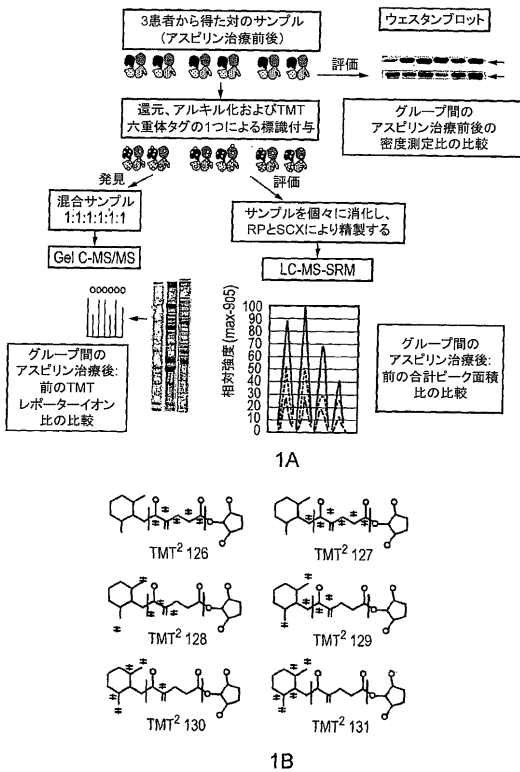 3患者から得た対のサンプル
(アスピリン治療前後)
ウェスタンブロット
評価
還元、アルキル化およびTMT
六重体タグの1つによる標識付与
グループ間の
アスピリン治療前後の
密度測定比の比較
発見
評価
混合サンプル
1:1:1:1:1:1
サンプルを個々に消化し、
RPとSCXにより精製する
Gel C-MS/MS
LC-MS-SRM
グループ間の
アスピリン治療後:
前のTMT
レポーターイオン
比の比較
相対強度 (max-905)
100
90
80
70
60
50
40
30
20
10
0
グループ間の
アスピリン治療後:
前の合計ピーク面積
比の比較
1A
TMT² 126
TMT² 127
TMT² 128
TMT² 129
TMT² 130
TMT² 131
1B